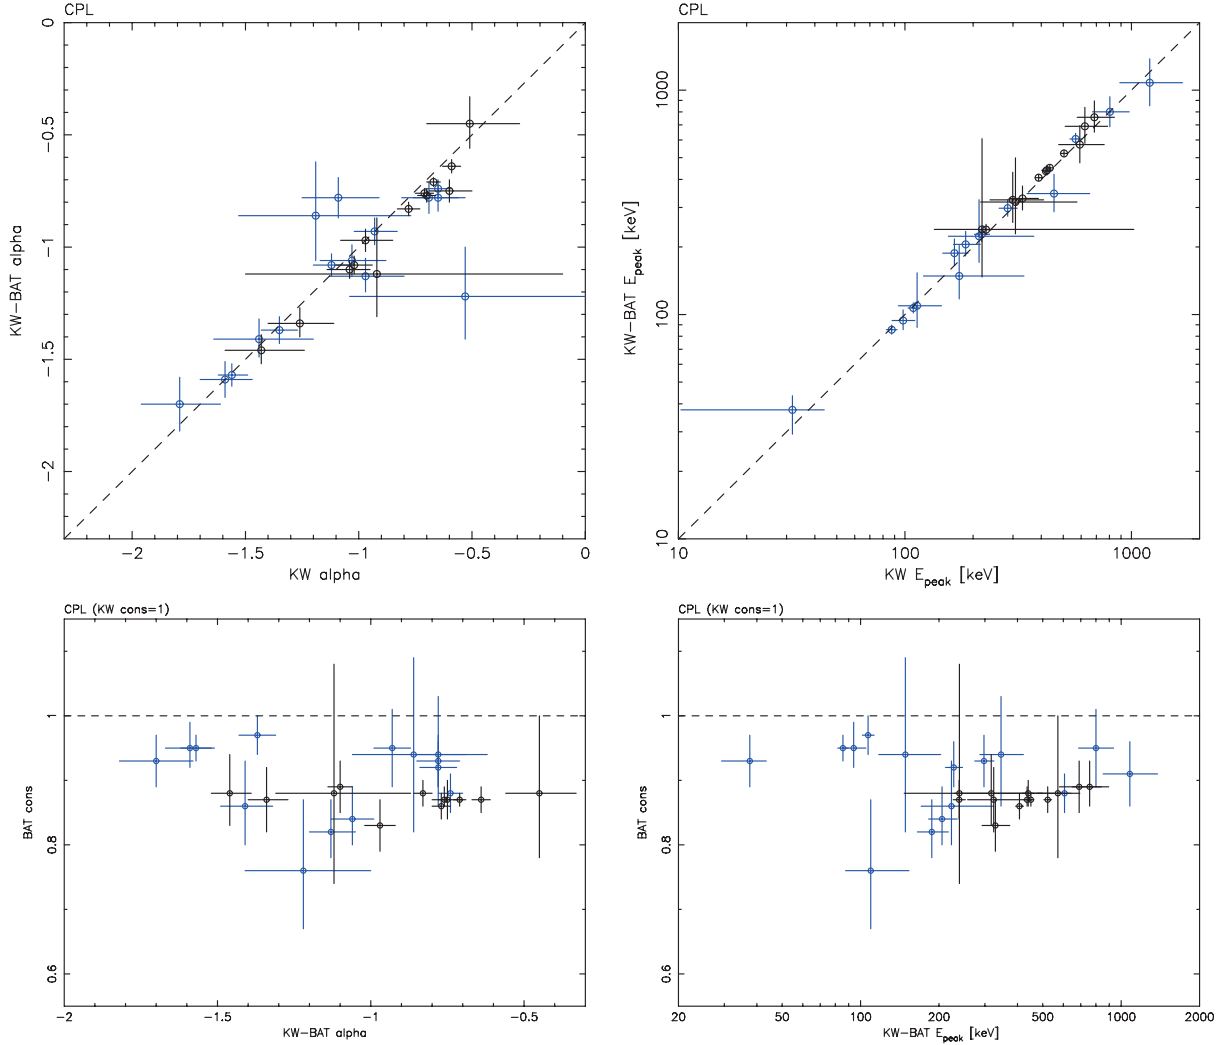 CPL
0
−0.5
−1
−1.5
−2
KW−BAT alpha
−2
−1.5
−1
−0.5
0
KW alpha
CPL
1000
100
10
KW−BAT E_peak [keV]
10
100
1000
KW E_peak [keV]
CPL (KW cons=1)
1
0.8
0.6
BAT cons
−2
−1.5
−1
−0.5
KW−BAT alpha
CPL (KW cons=1)
1
0.8
0.6
BAT cons
20
50
100
200
500
1000
2000
KW−BAT E_peak [keV]